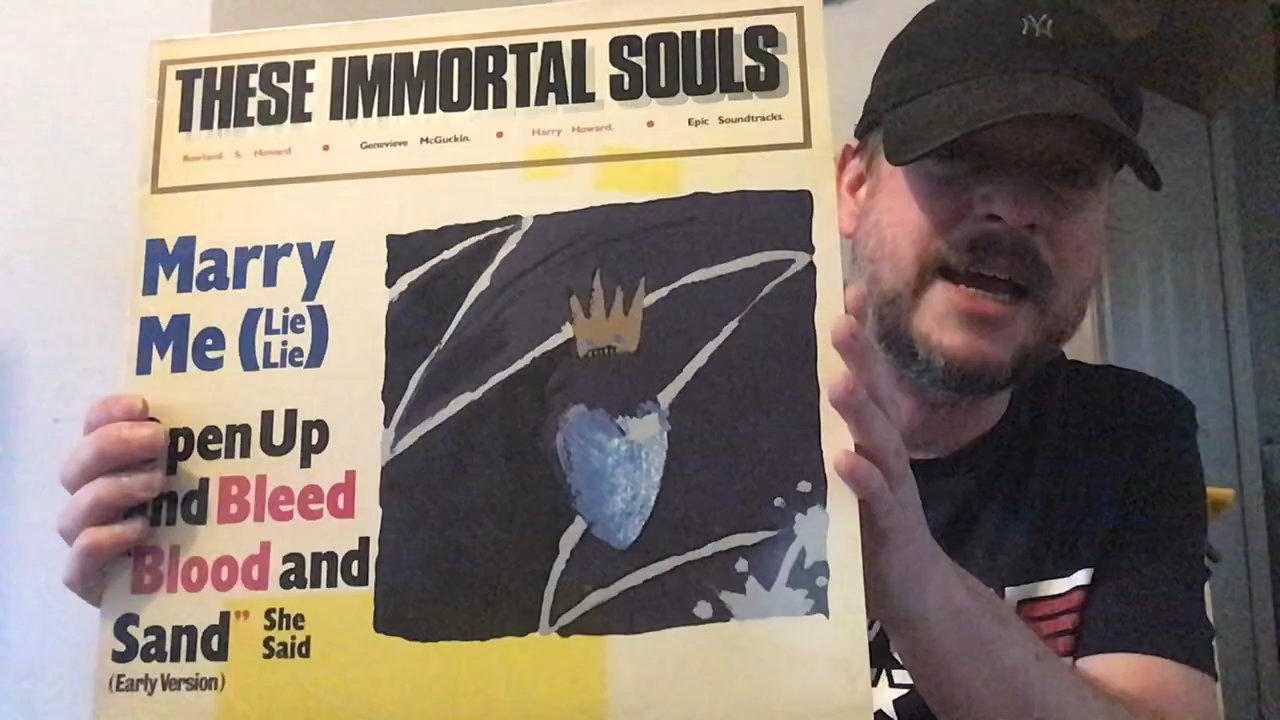 THESE IMMORTAL SOULS
Rowland. S. Howard. • Genevieve McGuckin. • Harry Howard. • Epic Soundtracks.
Marry
Me (Lie Lie)
pen Up
nd Bleed
"Blood and
Sand" She Said
(Early Version)
NY